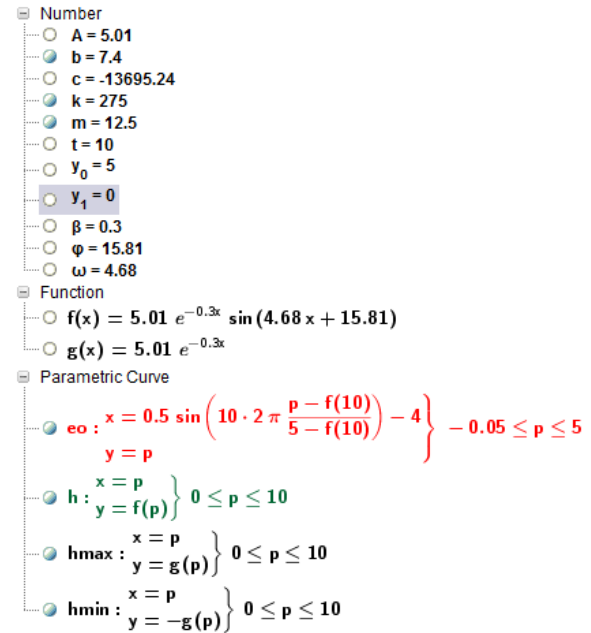 Number
A = 5.01
b = 7.4
c = -13695.24
k = 275
m = 12.5
t = 10
y₀ = 5
y₁ = 0
β = 0.3
φ = 15.81
ω = 4.68
Function
f(x) = 5.01 e^(-0.3x) sin(4.68 x + 15.81)
g(x) = 5.01 e^(-0.3x)
Parametric Curve
eo : x = 0.5 sin(10 · 2 π (p − f(10))/(5 − f(10))) − 4 } − 0.05 ≤ p ≤ 5
y = p
h : x = p } 0 ≤ p ≤ 10
y = f(p)
hmax : x = p } 0 ≤ p ≤ 10
y = g(p)
hmin : x = p } 0 ≤ p ≤ 10
y = −g(p)